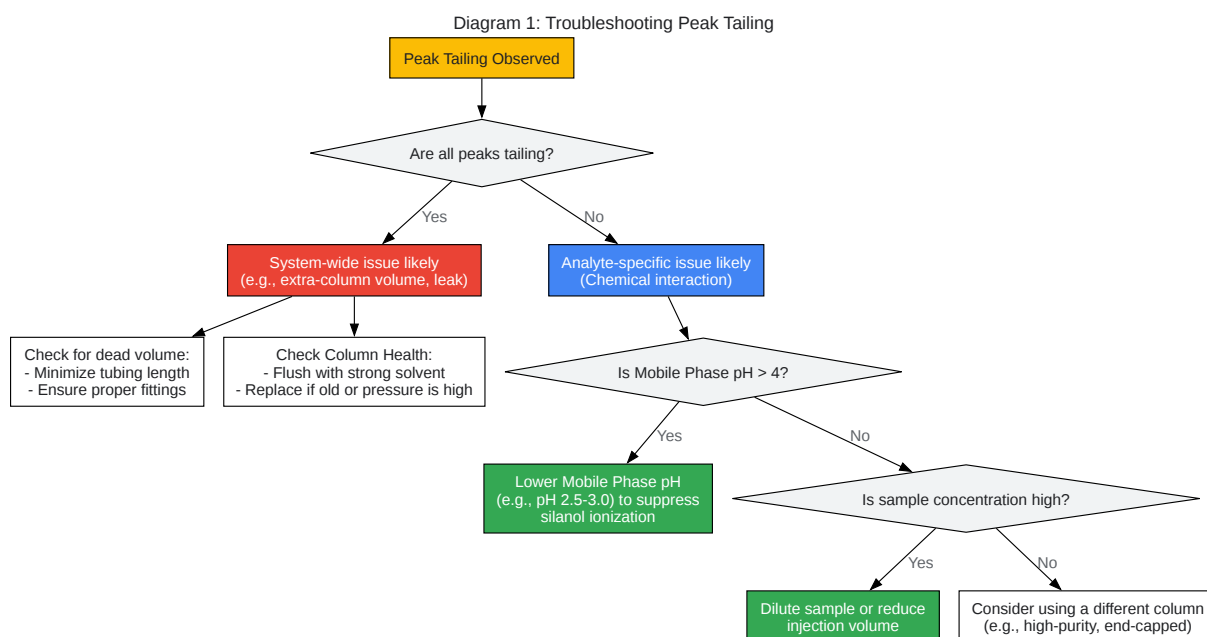 Diagram 1: Troubleshooting Peak Tailing
Peak Tailing Observed
Are all peaks tailing?
Yes
No
System-wide issue likely
(e.g., extra-column volume, leak)
Analyte-specific issue likely
(Chemical interaction)
Check for dead volume:
- Minimize tubing length
- Ensure proper fittings
Check Column Health:
- Flush with strong solvent
- Replace if old or pressure is high
Is Mobile Phase pH > 4?
Yes
No
Lower Mobile Phase pH
(e.g., pH 2.5-3.0) to suppress
silanol ionization
Is sample concentration high?
Yes
No
Dilute sample or reduce
injection volume
Consider using a different column
(e.g., high-purity, end-capped)